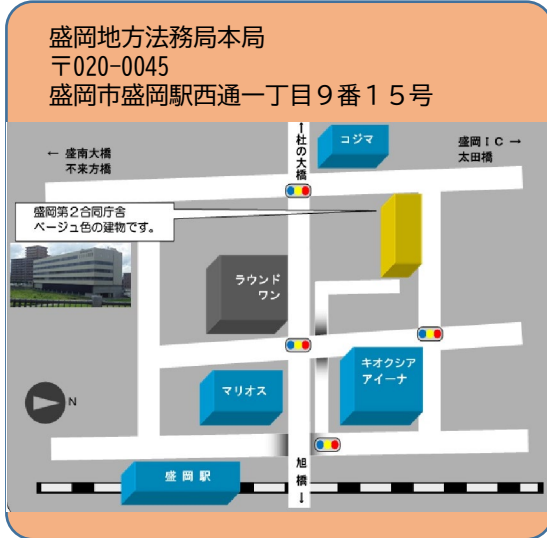 盛岡地方法務局本局
〒020-0045
盛岡市盛岡駅西通一丁目９番１５号
← 盛南大橋
不来方橋
↑杜の大橋
コジマ
盛岡ＩＣ →
太田橋
盛岡第２合同庁舎
ベージュ色の建物です。
ラウンド
ワン
マリオス
キオクシア
アイーナ
N
盛岡駅
旭橋↓